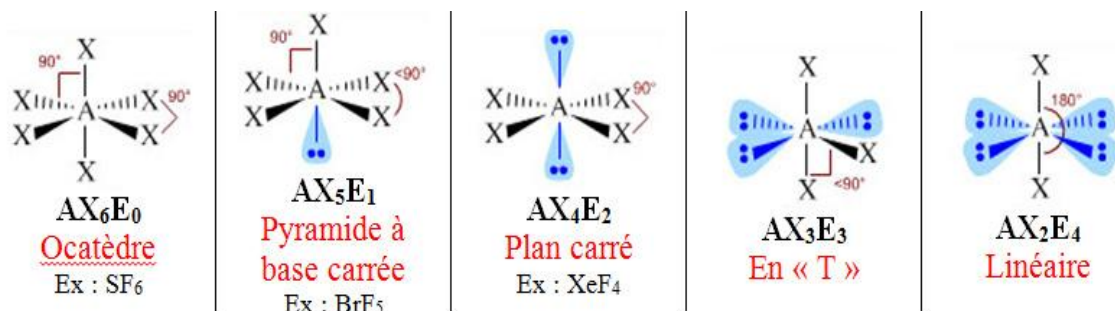 X
90°
X X
A
X X
90°
X
AX₆E₀
Ocatèdre
Ex : SF₆
X
90°
X X
<90°
A
X X
AX₅E₁
Pyramide à
base carrée
Ex : BrF₅
X X
90°
A
X X
AX₄E₂
Plan carré
Ex : XeF₄
X
A
X
X
<90°
AX₃E₃
En « T »
X
180°
A
X
AX₂E₄
Linéaire